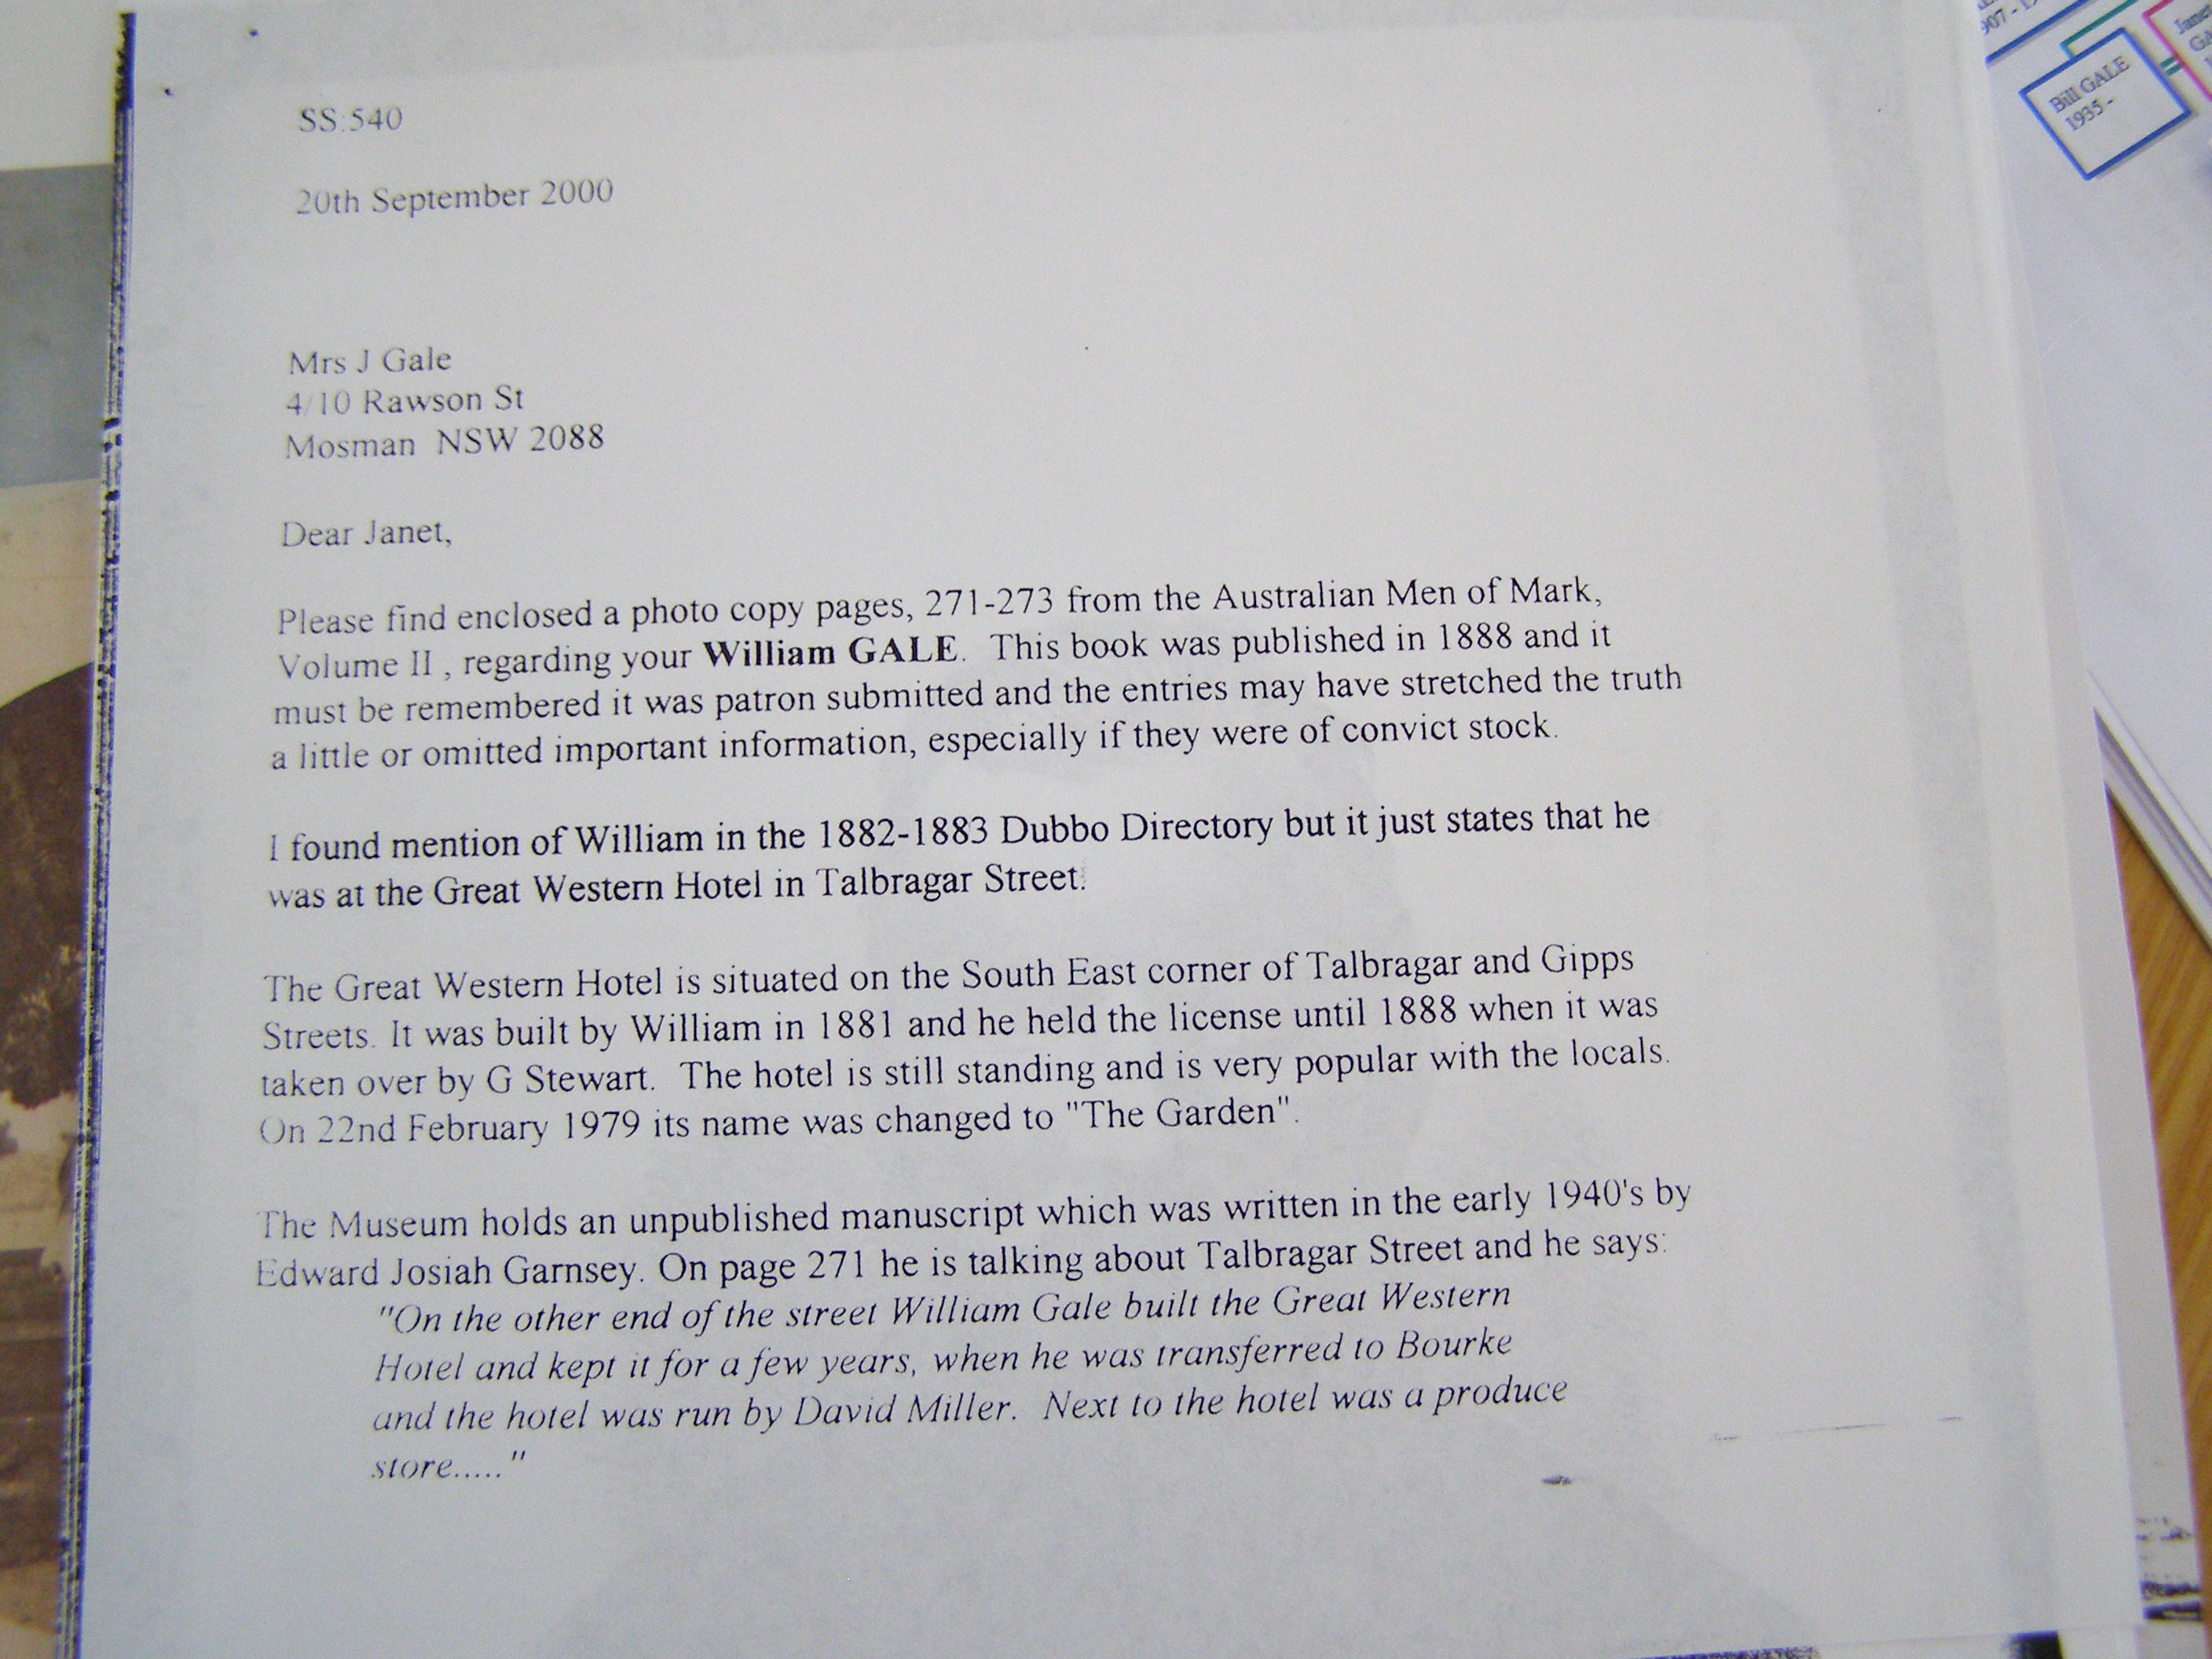 SS:540
20th September 2000
Mrs J Gale
4/10 Rawson St
Mosman  NSW 2088
Dear Janet,
Please find enclosed a photo copy pages, 271-273 from the Australian Men of Mark,
Volume II , regarding your William GALE.  This book was published in 1888 and it
must be remembered it was patron submitted and the entries may have stretched the truth
a little or omitted important information, especially if they were of convict stock.
I found mention of William in the 1882-1883 Dubbo Directory but it just states that he
was at the Great Western Hotel in Talbragar Street.
The Great Western Hotel is situated on the South East corner of Talbragar and Gipps
Streets. It was built by William in 1881 and he held the license until 1888 when it was
taken over by G Stewart.  The hotel is still standing and is very popular with the locals.
On 22nd February 1979 its name was changed to "The Garden".
The Museum holds an unpublished manuscript which was written in the early 1940's by
Edward Josiah Garnsey. On page 271 he is talking about Talbragar Street and he says:
"On the other end of the street William Gale built the Great Western
Hotel and kept it for a few years, when he was transferred to Bourke
and the hotel was run by David Miller.  Next to the hotel was a produce
store....."
Bill GALE
1935 -